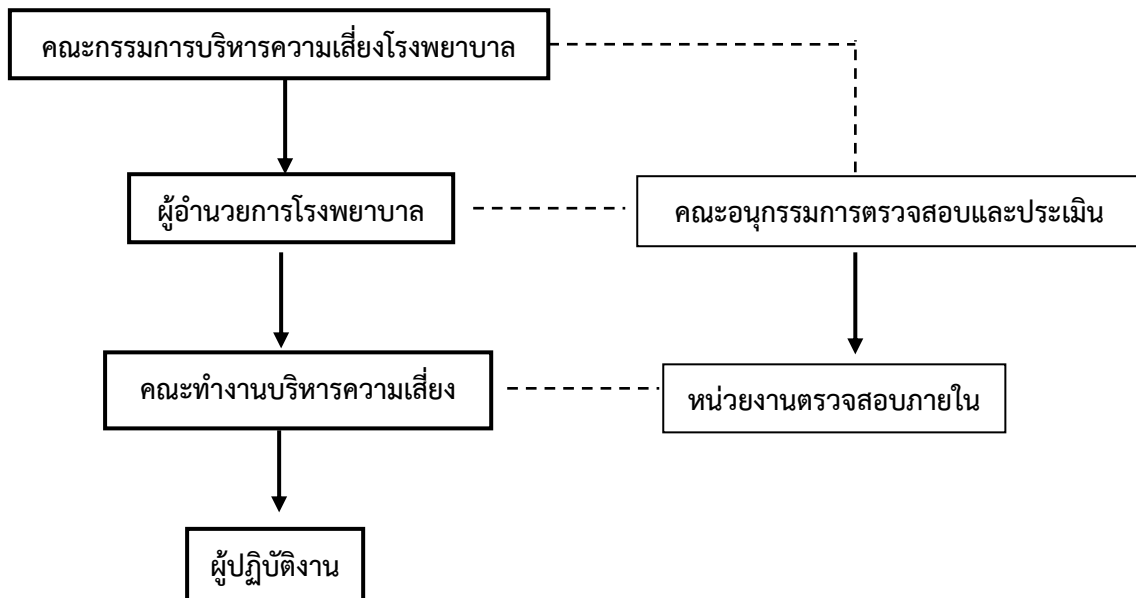 คณะกรรมการบริหารความเสี่ยงโรงพยาบาล
ผู้อำนวยการโรงพยาบาล
คณะอนุกรรมการตรวจสอบและประเมิน
คณะทำงานบริหารความเสี่ยง
หน่วยงานตรวจสอบภายใน
ผู้ปฏิบัติงาน